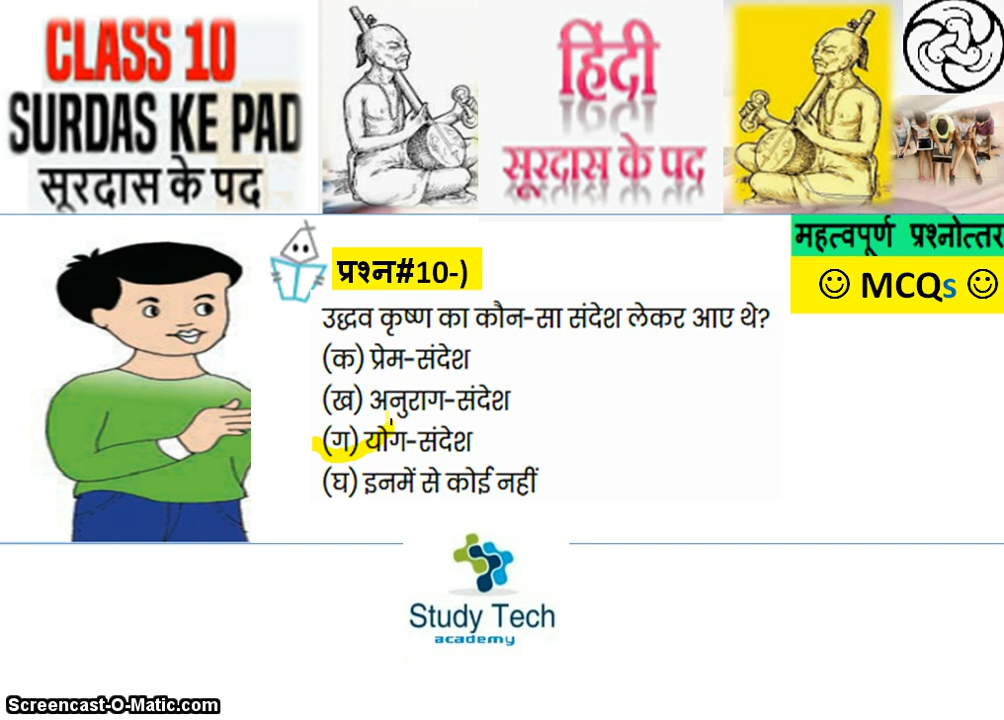 CLASS 10
SURDAS KE PAD
सूरदास के पद
हिंदी
सूरदास के पद
महत्वपूर्ण प्रश्नोत्तर
MCQs
प्रश्न#10-)
उद्धव कृष्ण का कौन-सा संदेश लेकर आए थे?
(क) प्रेम-संदेश
(ख) अनुराग-संदेश
(ग) योग-संदेश
(घ) इनमें से कोई नहीं
Study Tech
academy
Screencast-O-Matic.com